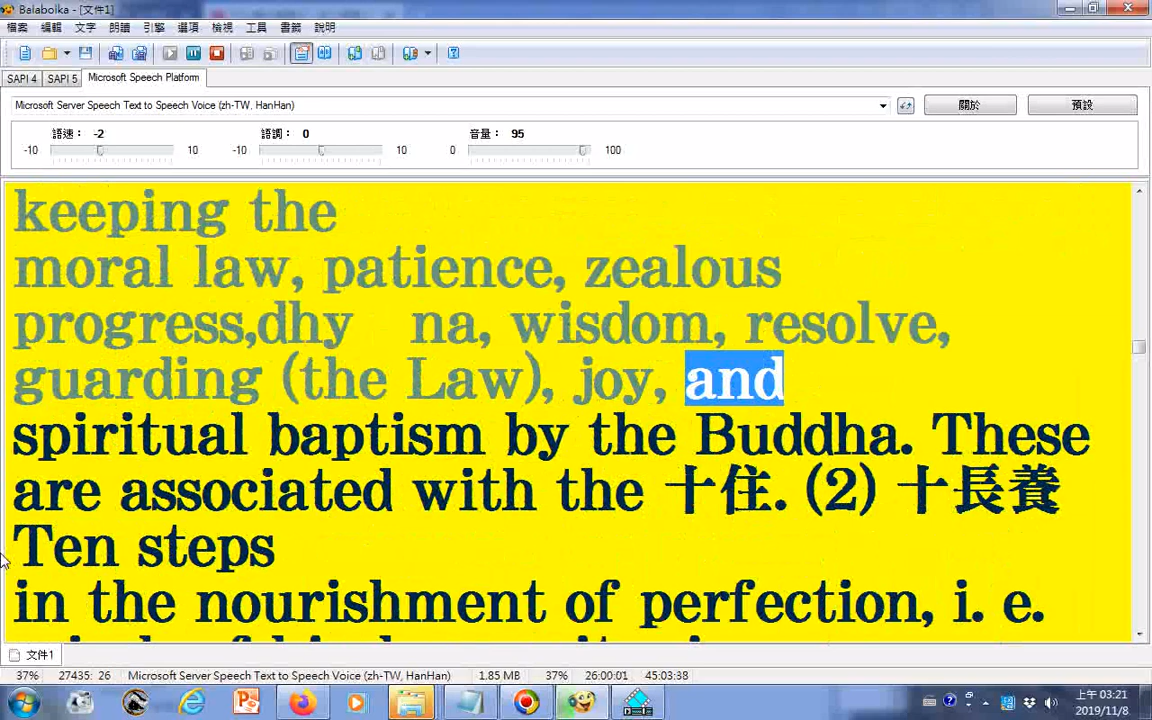 Balabolka - [文件1]
檔案 編輯 文字 朗讀 引擎 選項 檢視 工具 書籤 說明
SAPI 4 SAPI 5 Microsoft Speech Platform
Microsoft Server Speech Text to Speech Voice (zh-TW, HanHan) 關於 預設
語速： -2 語調： 0 音量： 95
-10 10 -10 10 0 100
keeping the
moral law, patience, zealous
progress,dhy na, wisdom, resolve,
guarding (the Law), joy, and
spiritual baptism by the Buddha. These
are associated with the 十住. (2) 十長養
Ten steps
in the nourishment of perfection, i. e.
文件1
37% 27435: 26 Microsoft Server Speech Text to Speech Voice (zh-TW, HanHan) 1.85 MB 37% 26:00:01 45:03:38
上午 03:21
2019/11/8